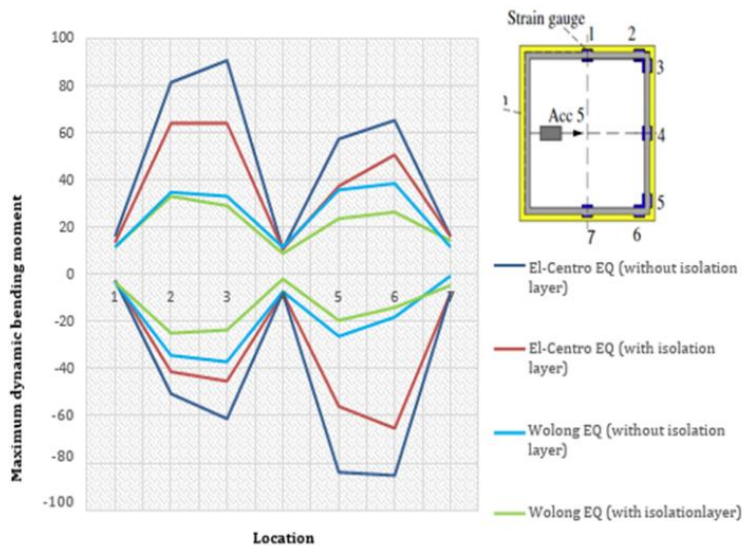 100
80
60
40
20
0
-20
-40
-60
-80
-100
1 2 3 5 6 7
Maximum dynamic bending moment
Location
Strain gauge
1 2
3
Acc 5
4
5
7 6
El-Centro EQ (without isolation
layer)
El-Centro EQ (with isolation
layer)
Wolong EQ (without isolation
layer)
Wolong EQ (with isolationlayer)